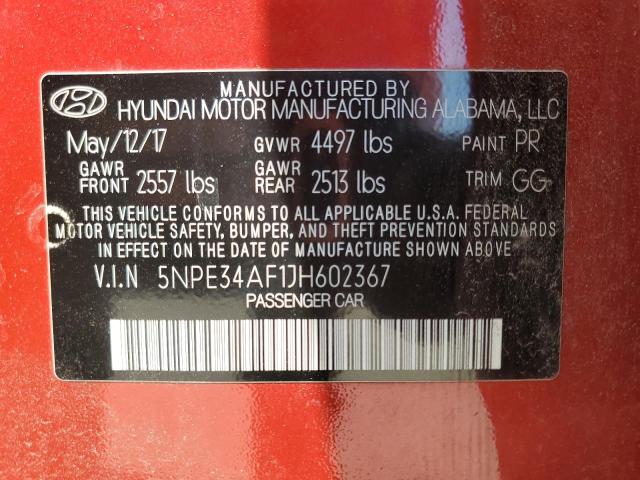 MANUFACTURED BY
HYUNDAI MOTOR MANUFACTURING ALABAMA, LLC
May/12/17 GVWR 4497 lbs PAINT PR
GAWR FRONT 2557 lbs GAWR REAR 2513 lbs TRIM GG
THIS VEHICLE CONFORMS TO ALL APPLICABLE U.S.A. FEDERAL
MOTOR VEHICLE SAFETY, BUMPER, AND THEFT PREVENTION STANDARDS
IN EFFECT ON THE DATE OF MANUFACTURE SHOWN ABOVE
V.I.N 5NPE34AF1JH602367
PASSENGER CAR